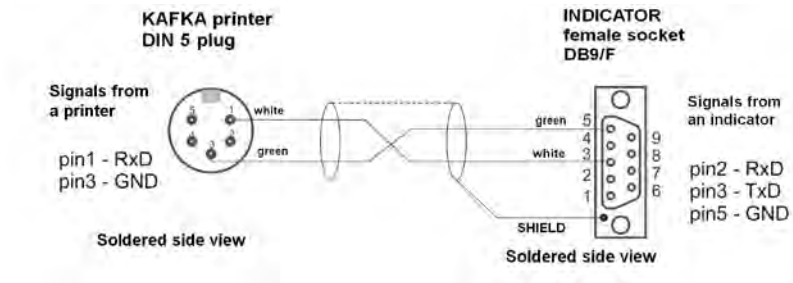 KAFKA printer
DIN 5 plug
INDICATOR
female socket
DB9/F
Signals from
a printer
pin1 - RxD
pin3 - GND
5
1
4
2
3
white
green
green
white
SHIELD
5
4
3
2
1
9
8
7
6
Signals from
an indicator
pin2 - RxD
pin3 - TxD
pin5 - GND
Soldered side view
Soldered side view